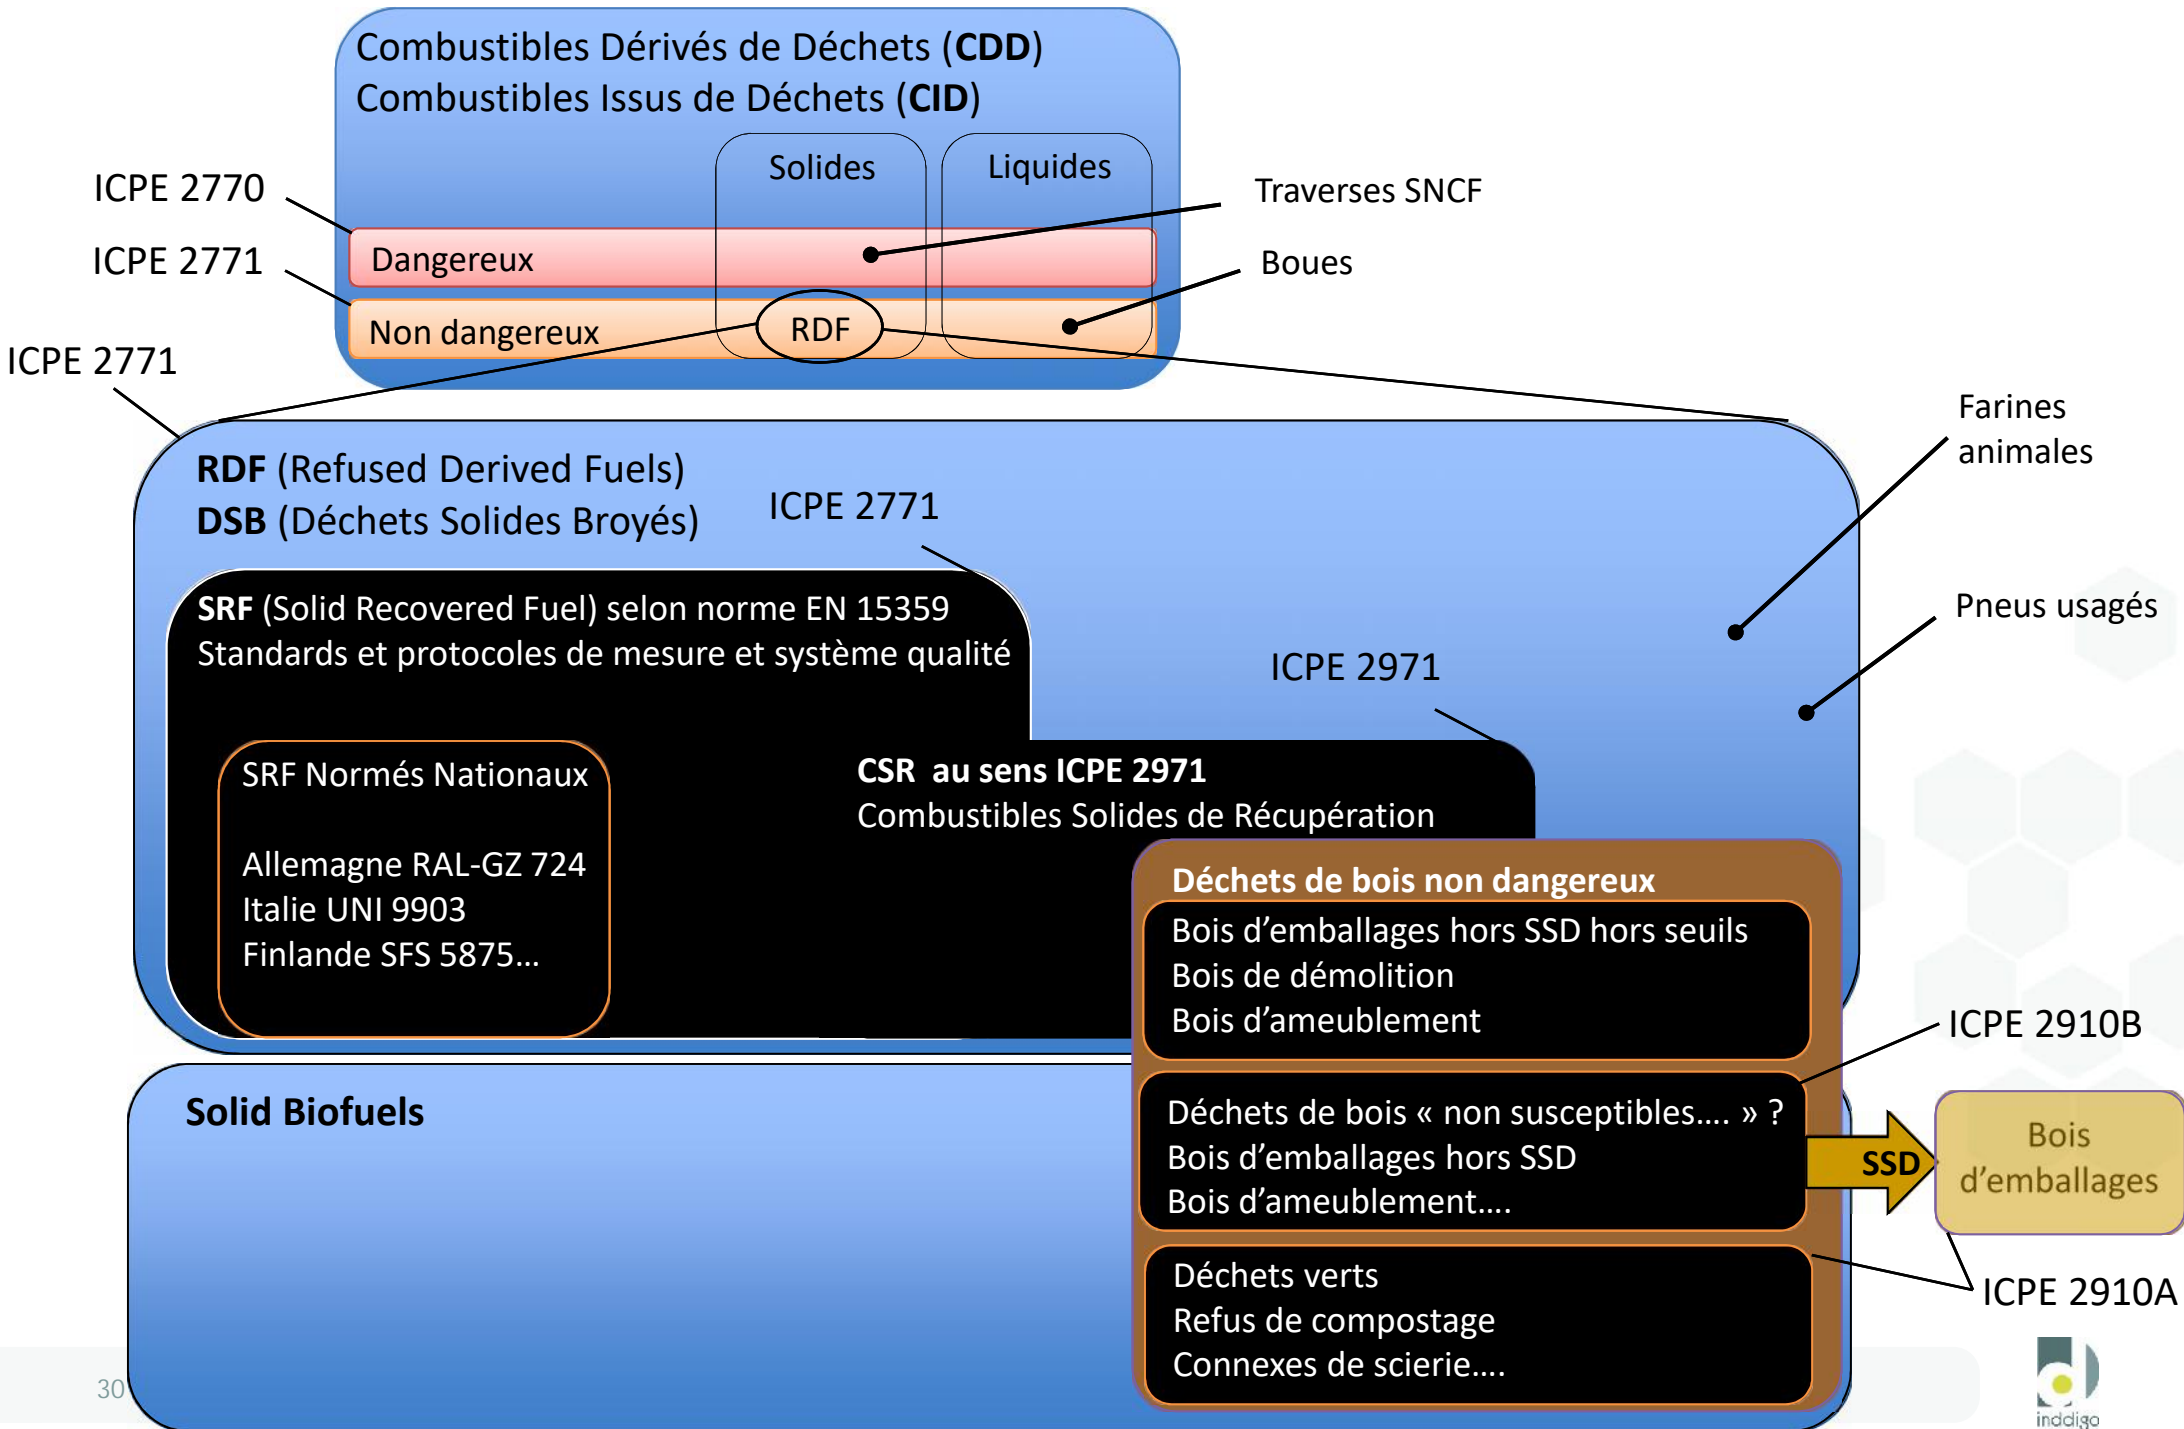 Combustibles Dérivés de Déchets (CDD)
Combustibles Issus de Déchets (CID)
Solides
Liquides
ICPE 2770
Traverses SNCF
ICPE 2771
Dangereux
Boues
Non dangereux
RDF
ICPE 2771
Farines
animales
RDF (Refused Derived Fuels)
DSB (Déchets Solides Broyés)
ICPE 2771
SRF (Solid Recovered Fuel) selon norme EN 15359
Standards et protocoles de mesure et système qualité
Pneus usagés
ICPE 2971
SRF Normés Nationaux
Allemagne RAL-GZ 724
Italie UNI 9903
Finlande SFS 5875...
CSR au sens ICPE 2971
Combustibles Solides de Récupération
Déchets de bois non dangereux
Bois d'emballages hors SSD hors seuils
Bois de démolition
Bois d'ameublement
ICPE 2910B
Solid Biofuels
Déchets de bois « non susceptibles.... » ?
Bois d'emballages hors SSD
Bois d'ameublement....
SSD
Bois
d'emballages
Déchets verts
Refus de compostage
Connexes de scierie....
ICPE 2910A
30
inddigo